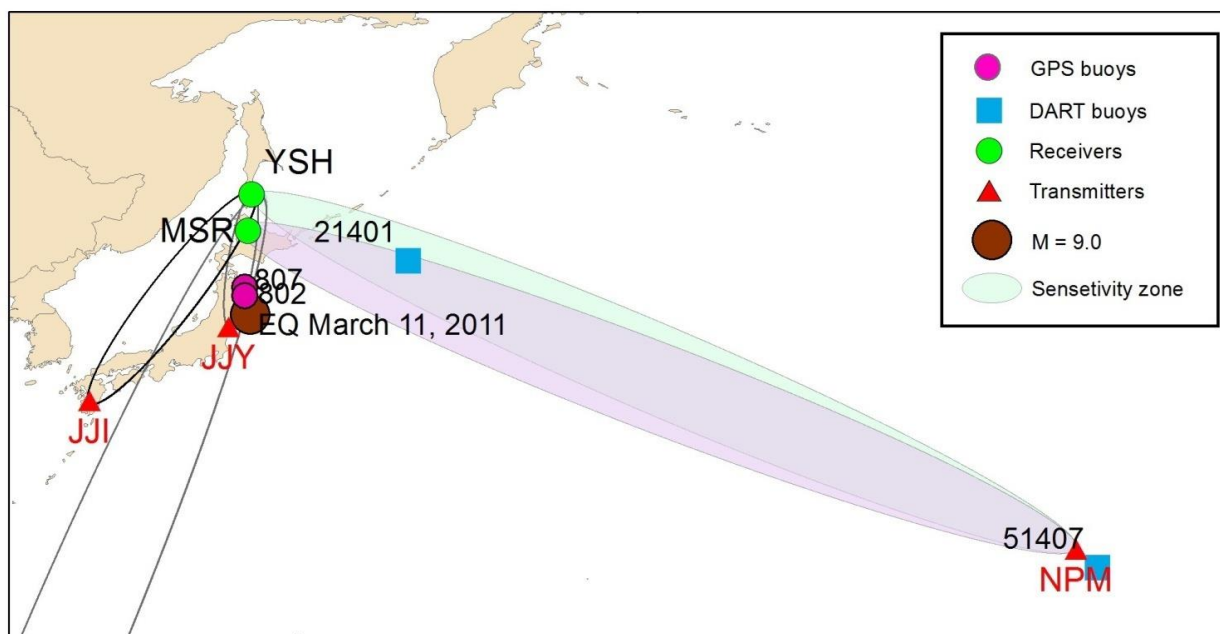 GPS buoys
DART buoys
YSH
Receivers
Transmitters
MSR
21401
M = 9.0
807
Sensetivity zone
802
EQ March 11, 2011
JJY
JJI
51407
NPM